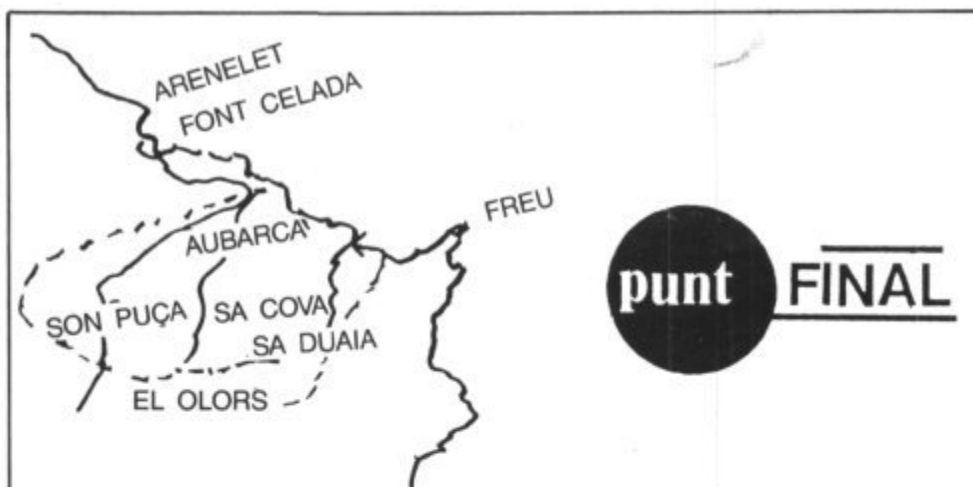 ARENELET
FONT CELADA
FREU
AUBARCA
SON PUÇA
SA COVA
SA DUAIA
EL OLORS
punt FINAL